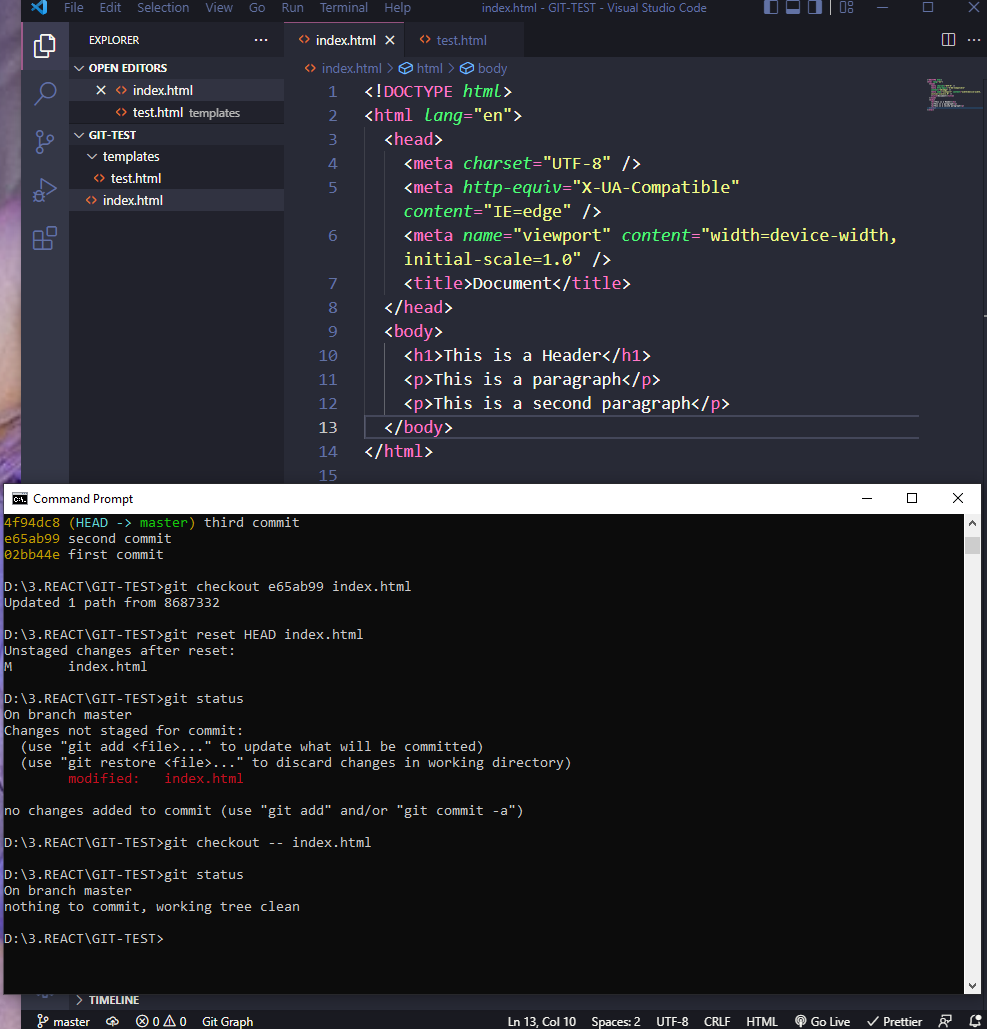 File Edit Selection View Go Run Terminal Help index.html - GIT-TEST - Visual Studio Code
EXPLORER ...
index.html test.html ...
OPEN EDITORS
index.html
test.html templates
GIT-TEST
templates
test.html
index.html
index.html > html > body
1 <!DOCTYPE html>
2 <html lang="en">
3 <head>
4 <meta charset="UTF-8" />
5 <meta http-equiv="X-UA-Compatible"
content="IE=edge" />
6 <meta name="viewport" content="width=device-width,
initial-scale=1.0" />
7 <title>Document</title>
8 </head>
9 <body>
10 <h1>This is a Header</h1>
11 <p>This is a paragraph</p>
12 <p>This is a second paragraph</p>
13 </body>
14 </html>
15
Command Prompt
4f94dc8 (HEAD -> master) third commit
e65ab99 second commit
02bb44e first commit
D:\3.REACT\GIT-TEST>git checkout e65ab99 index.html
Updated 1 path from 8687332
D:\3.REACT\GIT-TEST>git reset HEAD index.html
Unstaged changes after reset:
M index.html
D:\3.REACT\GIT-TEST>git status
On branch master
Changes not staged for commit:
(use "git add <file>..." to update what will be committed)
(use "git restore <file>..." to discard changes in working directory)
modified: index.html
no changes added to commit (use "git add" and/or "git commit -a")
D:\3.REACT\GIT-TEST>git checkout -- index.html
D:\3.REACT\GIT-TEST>git status
On branch master
nothing to commit, working tree clean
D:\3.REACT\GIT-TEST>
TIMELINE
master 0 0 Git Graph Ln 13, Col 10 Spaces: 2 UTF-8 CRLF HTML Go Live Prettier